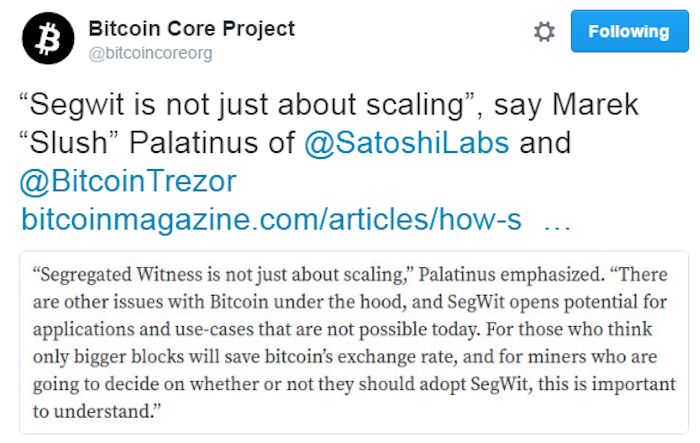 Bitcoin Core Project
@bitcoincoreorg
Following
“Segwit is not just about scaling”, say Marek
“Slush” Palatinus of @SatoshiLabs and
@BitcoinTrezor
bitcoinmagazine.com/articles/how-s …
“Segregated Witness is not just about scaling,” Palatinus emphasized. “There
are other issues with Bitcoin under the hood, and SegWit opens potential for
applications and use-cases that are not possible today. For those who think
only bigger blocks will save bitcoin’s exchange rate, and for miners who are
going to decide on whether or not they should adopt SegWit, this is important
to understand.”